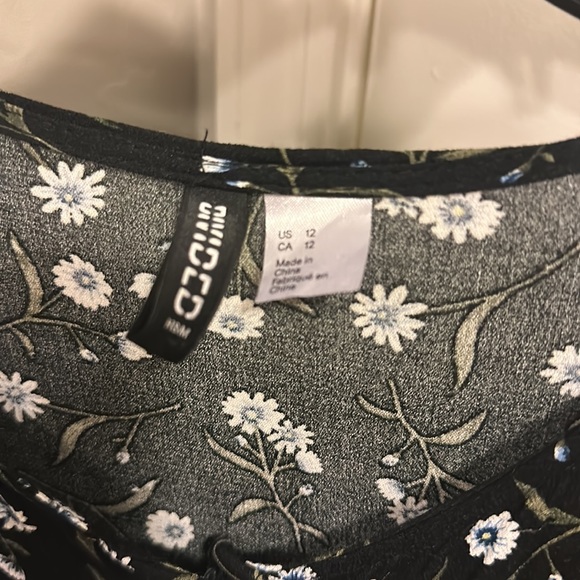 DIVIDED
H&M
US 12
CA 12
Made in
China
Fabriqué en
Chine